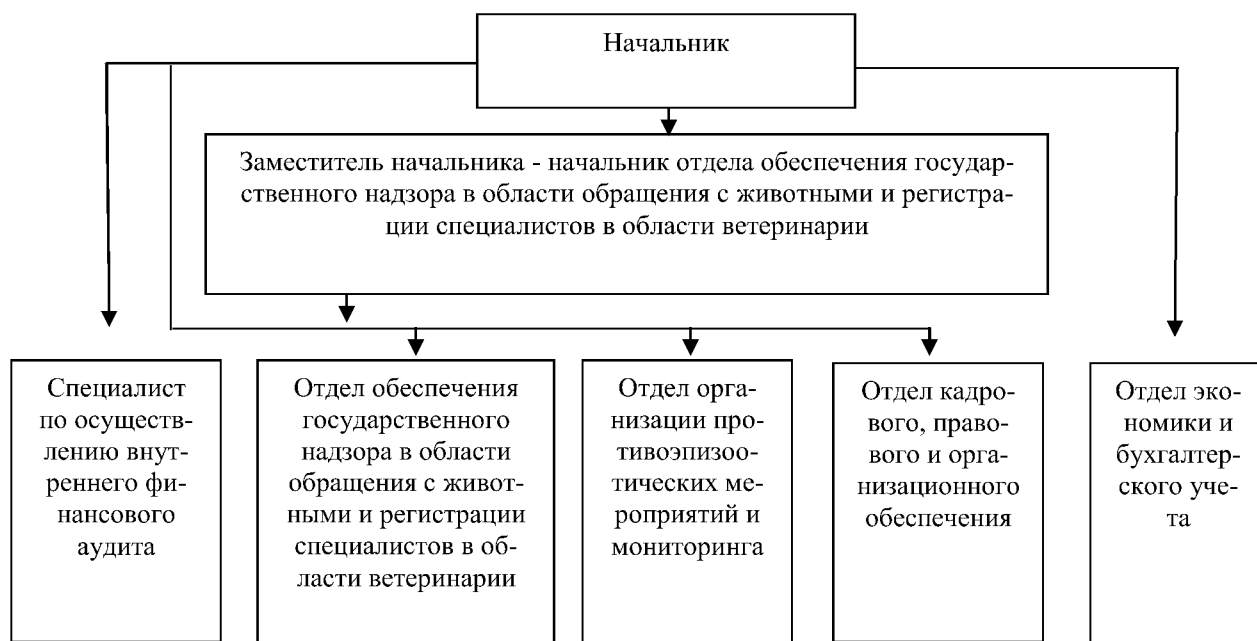 Начальник
Заместитель начальника - начальник отдела обеспечения государ-
ственного надзора в области обращения с животными и регистра-
ции специалистов в области ветеринарии
Специалист
по осуществ-
лению внут-
реннего фи-
нансового
аудита
Отдел обеспечения
государственного
надзора в области
обращения с живот-
ными и регистрации
специалистов в об-
ласти ветеринарии
Отдел орга-
низации про-
тивоэпизоо-
тических ме-
роприятий и
мониторинга
Отдел кадро-
вого, право-
вого и орга-
низационного
обеспечения
Отдел эко-
номики и
бухгалтер-
ского уче-
та